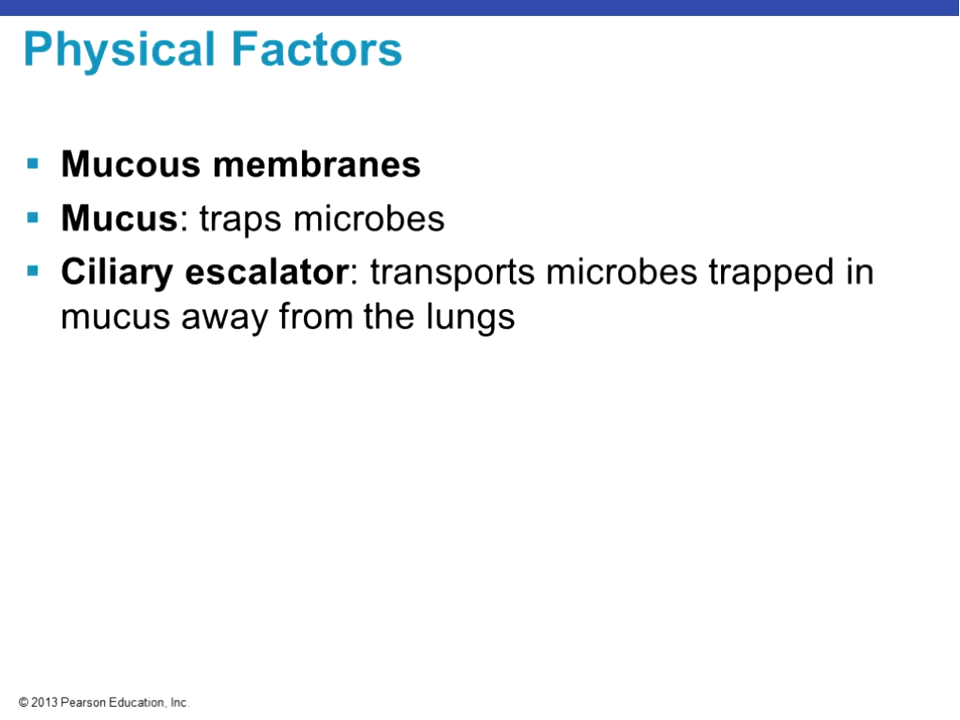 Physical Factors
▪ Mucous membranes
▪ Mucus: traps microbes
▪ Ciliary escalator: transports microbes trapped in
mucus away from the lungs
© 2013 Pearson Education, Inc.